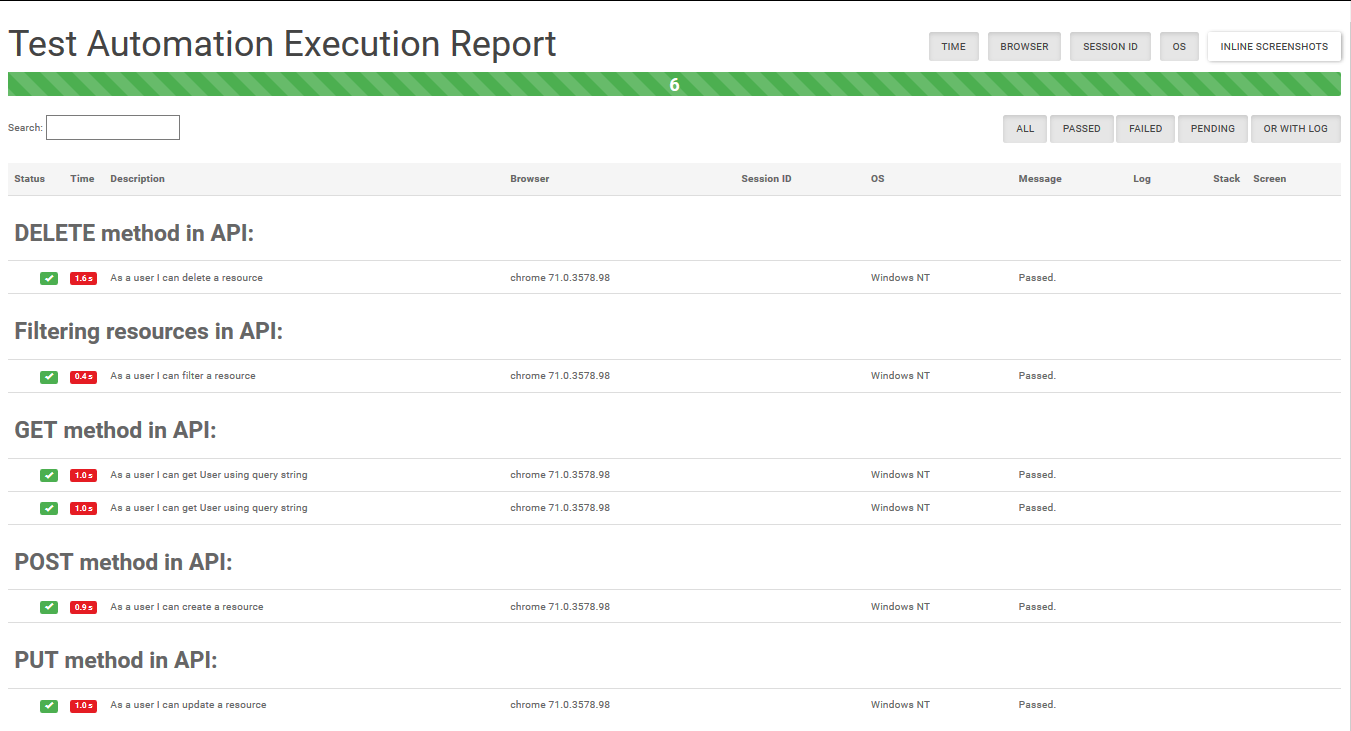 Test Automation Execution Report
TIME BROWSER SESSION ID OS INLINE SCREENSHOTS
6
Search: ALL PASSED FAILED PENDING OR WITH LOG
Status Time Description Browser Session ID OS Message Log Stack Screen
DELETE method in API:
1.6 s As a user I can delete a resource chrome 71.0.3578.98 Windows NT Passed.
Filtering resources in API:
0.4 s As a user I can filter a resource chrome 71.0.3578.98 Windows NT Passed.
GET method in API:
1.0 s As a user I can get User using query string chrome 71.0.3578.98 Windows NT Passed.
1.0 s As a user I can get User using query string chrome 71.0.3578.98 Windows NT Passed.
POST method in API:
0.9 s As a user I can create a resource chrome 71.0.3578.98 Windows NT Passed.
PUT method in API:
1.0 s As a user I can update a resource chrome 71.0.3578.98 Windows NT Passed.